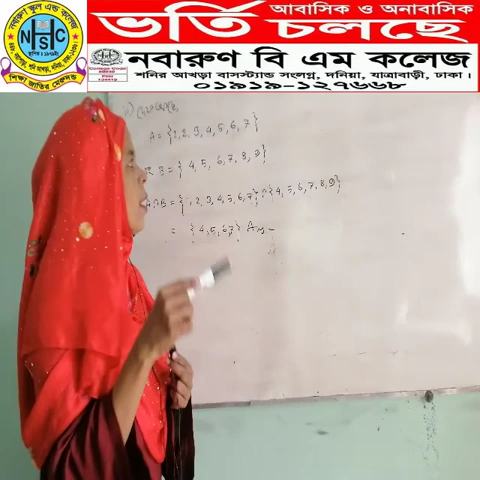 আবাসিক ও অনাবাসিক
ভর্তি চলছে
নবারুণ বি এম কলেজ
শনির আখড়া বাসস্ট্যান্ড সংলগ্ন, দনিয়া, যাত্রাবাড়ী, ঢাকা।
০১৯১৯-১২৭৬৬৮
NHSC
শিক্ষা জাতির মেরুদন্ড
A = {1, 2, 3, 4, 5, 6, 7}
B = { 4, 5, 6, 7, 8, 9}
A∩B = {1, 2, 3, 4, 5, 6, 7} ∩ {4, 5, 6, 7, 8, 9}
= {4, 5, 6 7} Ans